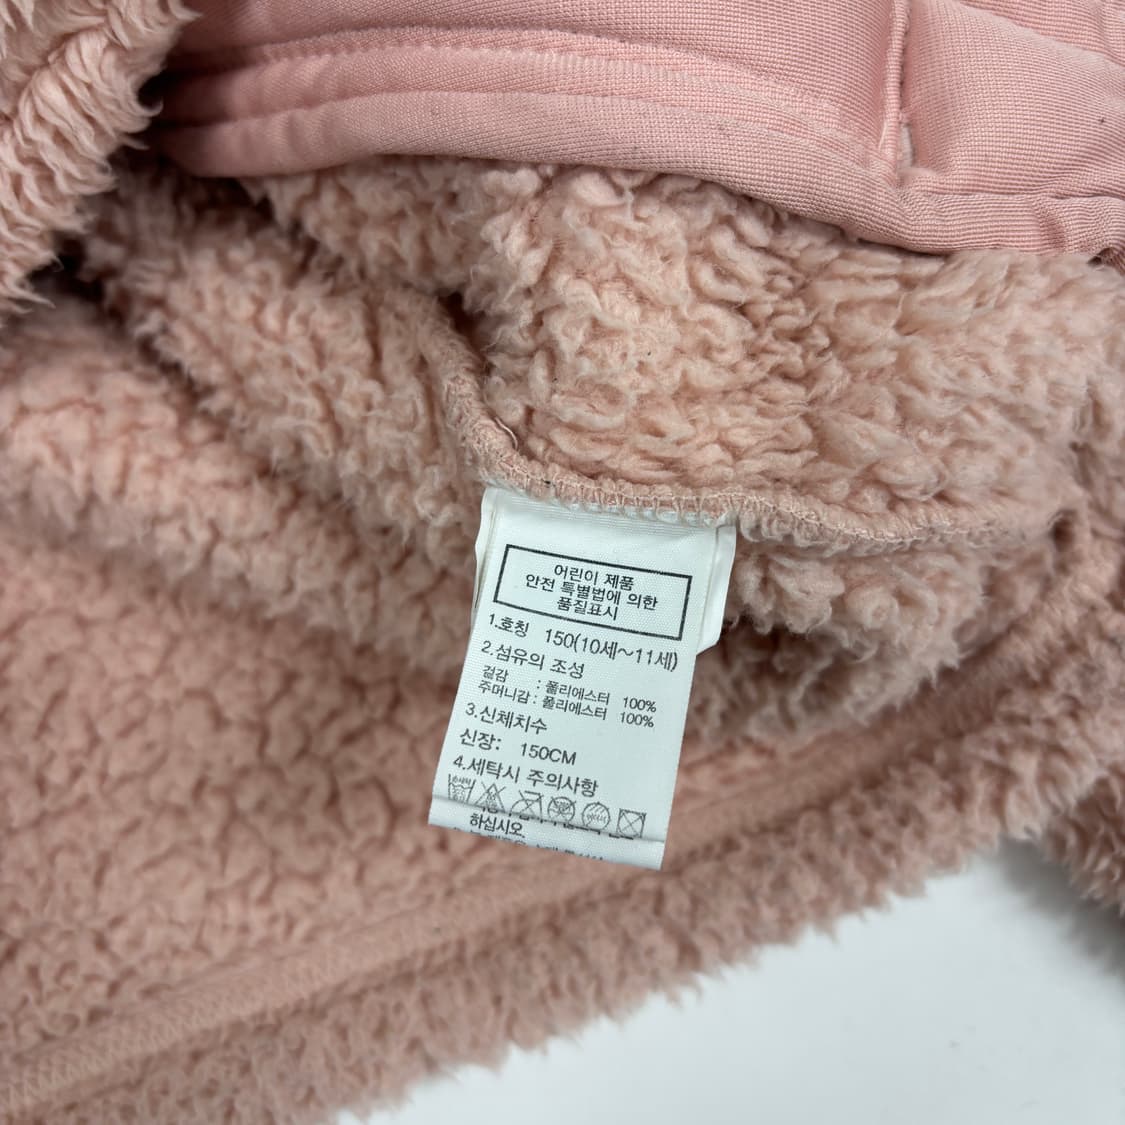 어린이 제품
안전 특별법에 의한
품질표시
1.호칭 150(10세~11세)
2.섬유의 조성
겉감 : 폴리에스터 100%
주머니감 : 폴리에스터 100%
3.신체치수
신장: 150CM
4.세탁시 주의사항
하십시오.